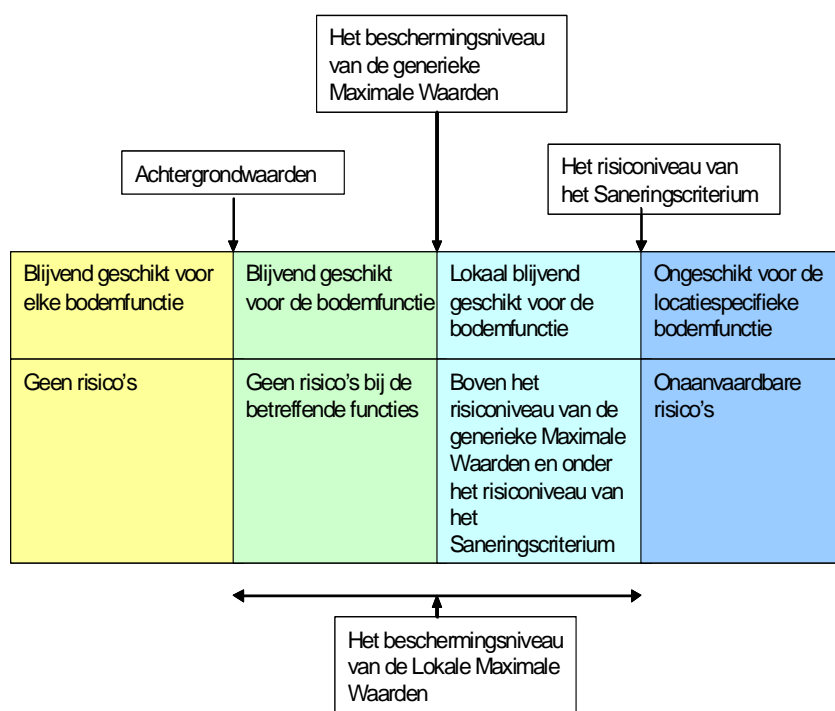 Het beschermingsniveau
van de generieke
Maximale Waarden
Achtergrondwaarden
Het risiconiveau van
het Saneringscriterium
Blijvend geschikt voor
elke bodemfunctie
Blijvend geschikt
voor de bodemfunctie
Lokaal blijvend
geschikt voor de
bodemfunctie
Ongeschikt voor de
locatiespecifieke
bodemfunctie
Geen risico's
Geen risico's bij de
betreffende functies
Boven het
risiconiveau van de
generieke Maximale
Waarden en onder
het risiconiveau van
het
Saneringscriterium
Onaanvaardbare
risico's
Het beschermingsniveau
van de Lokale Maximale
Waarden